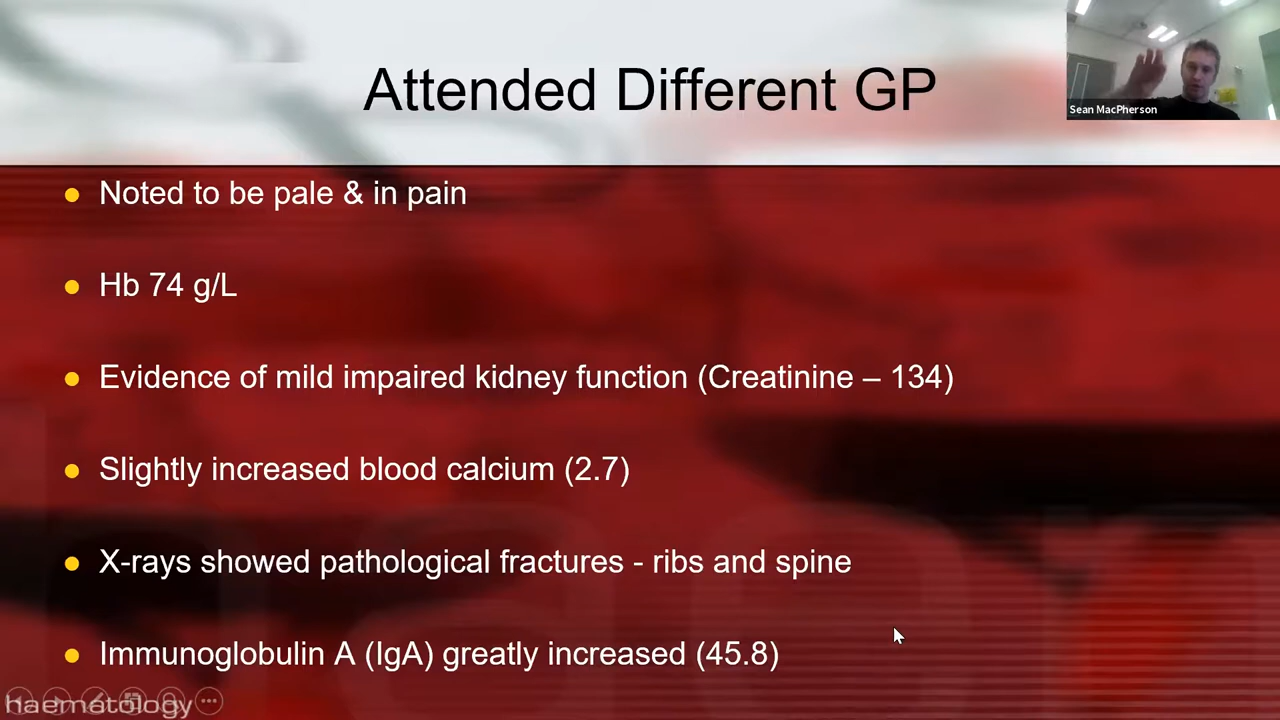 Attended Different GP
Sean MacPherson
● Noted to be pale & in pain
● Hb 74 g/L
● Evidence of mild impaired kidney function (Creatinine – 134)
● Slightly increased blood calcium (2.7)
● X-rays showed pathological fractures - ribs and spine
● Immunoglobulin A (IgA) greatly increased (45.8)
haematology